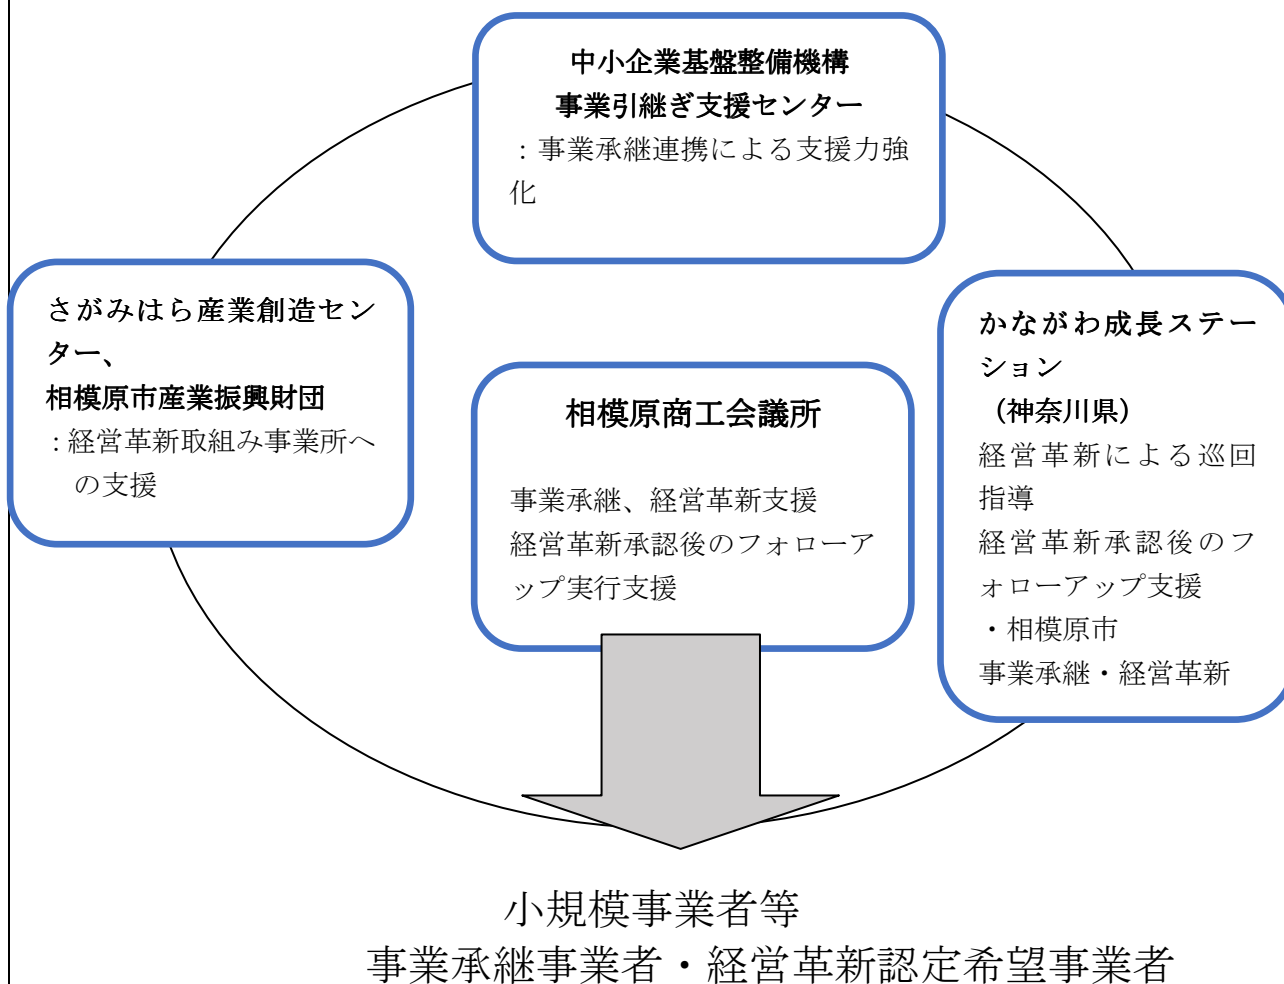 中小企業基盤整備機構
事業引継ぎ支援センター
：事業承継連携による支援力強
化
さがみはら産業創造セン
ター、
相模原市産業振興財団
：経営革新取組み事業所へ
の支援
相模原商工会議所
事業承継、経営革新支援
経営革新承認後のフォローア
ップ実行支援
かながわ成長ステー
ション
（神奈川県）
経営革新による巡回
指導
経営革新承認後のフ
ォローアップ支援
・相模原市
事業承継・経営革新
小規模事業者等
事業承継事業者・経営革新認定希望事業者